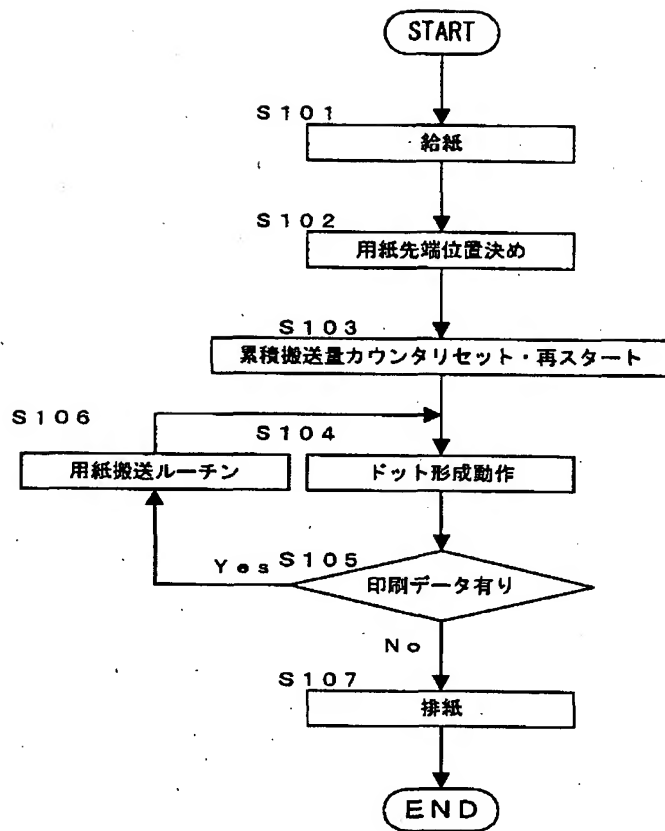 START
S101
給紙
S102
用紙先端位置決め
S103
累積搬送量カウンタリセット・再スタート
S106
S104
用紙搬送ルーチン
ドット形成動作
Yes
S105
印刷データ有り
No
S107
排紙
END